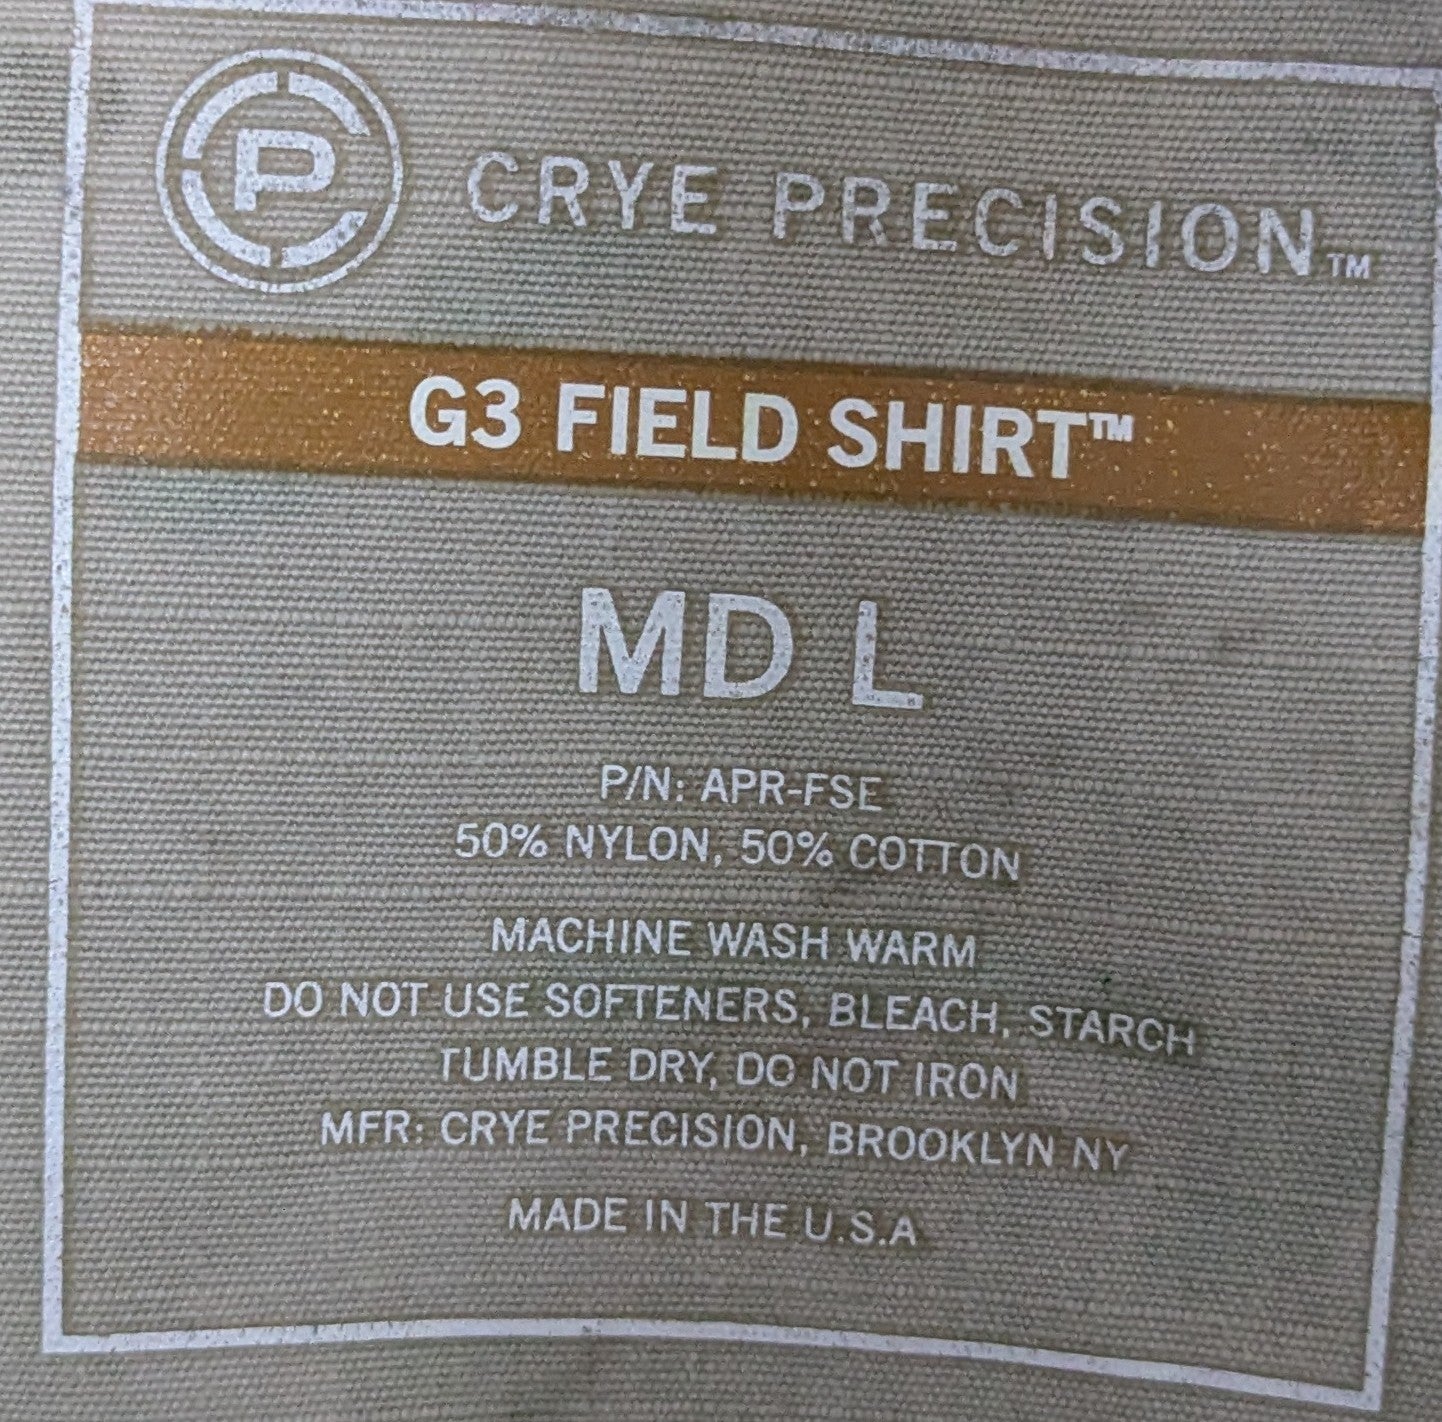 CP CRYE PRECISION™
G3 FIELD SHIRT™
MD L
P/N: APR-FSE
50% NYLON, 50% COTTON
MACHINE WASH WARM
DO NOT USE SOFTENERS, BLEACH, STARCH
TUMBLE DRY, DO NOT IRON
MFR: CRYE PRECISION, BROOKLYN NY
MADE IN THE U.S.A